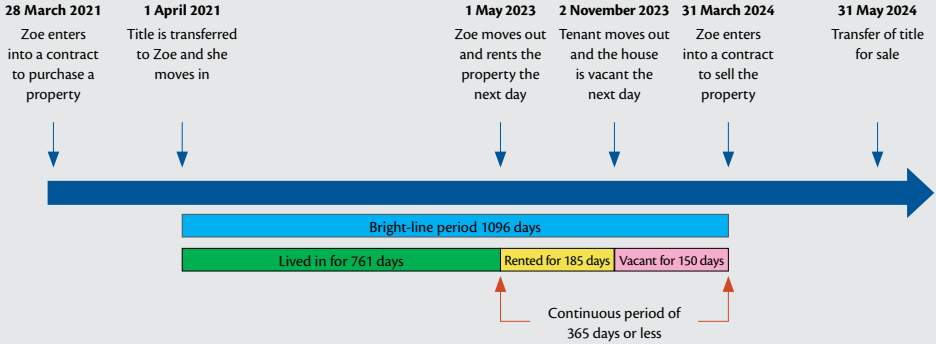 28 March 2021
Zoe enters
into a contract
to purchase a
property
1 April 2021
Title is transferred
to Zoe and she
moves in
1 May 2023
Zoe moves out
and rents the
property the
next day
2 November 2023
Tenant moves out
and the house
is vacant the
next day
31 March 2024
Zoe enters
into a contract
to sell the
property
31 May 2024
Transfer of title
for sale
Bright-line period 1096 days
Lived in for 761 days
Rented for 185 days
Vacant for 150 days
Continuous period of
365 days or less